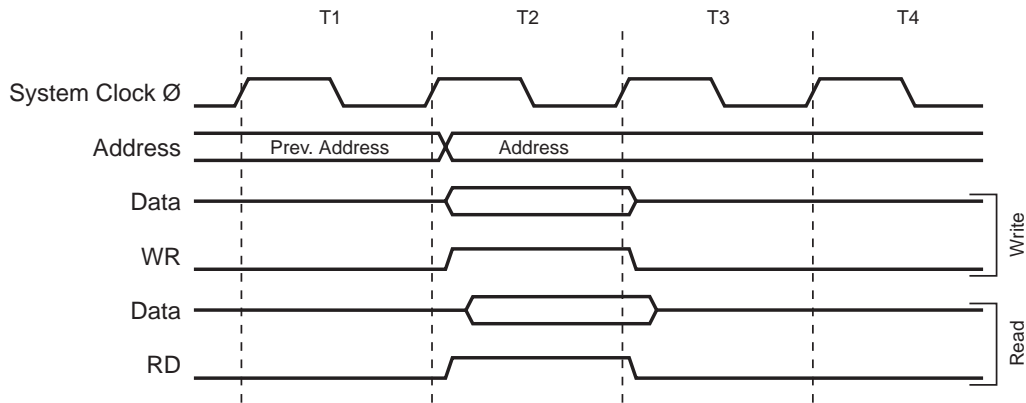 T1 T2 T3 T4
System Clock Ø
Address Prev. Address Address
Data
WR
Write
Data
RD
Read